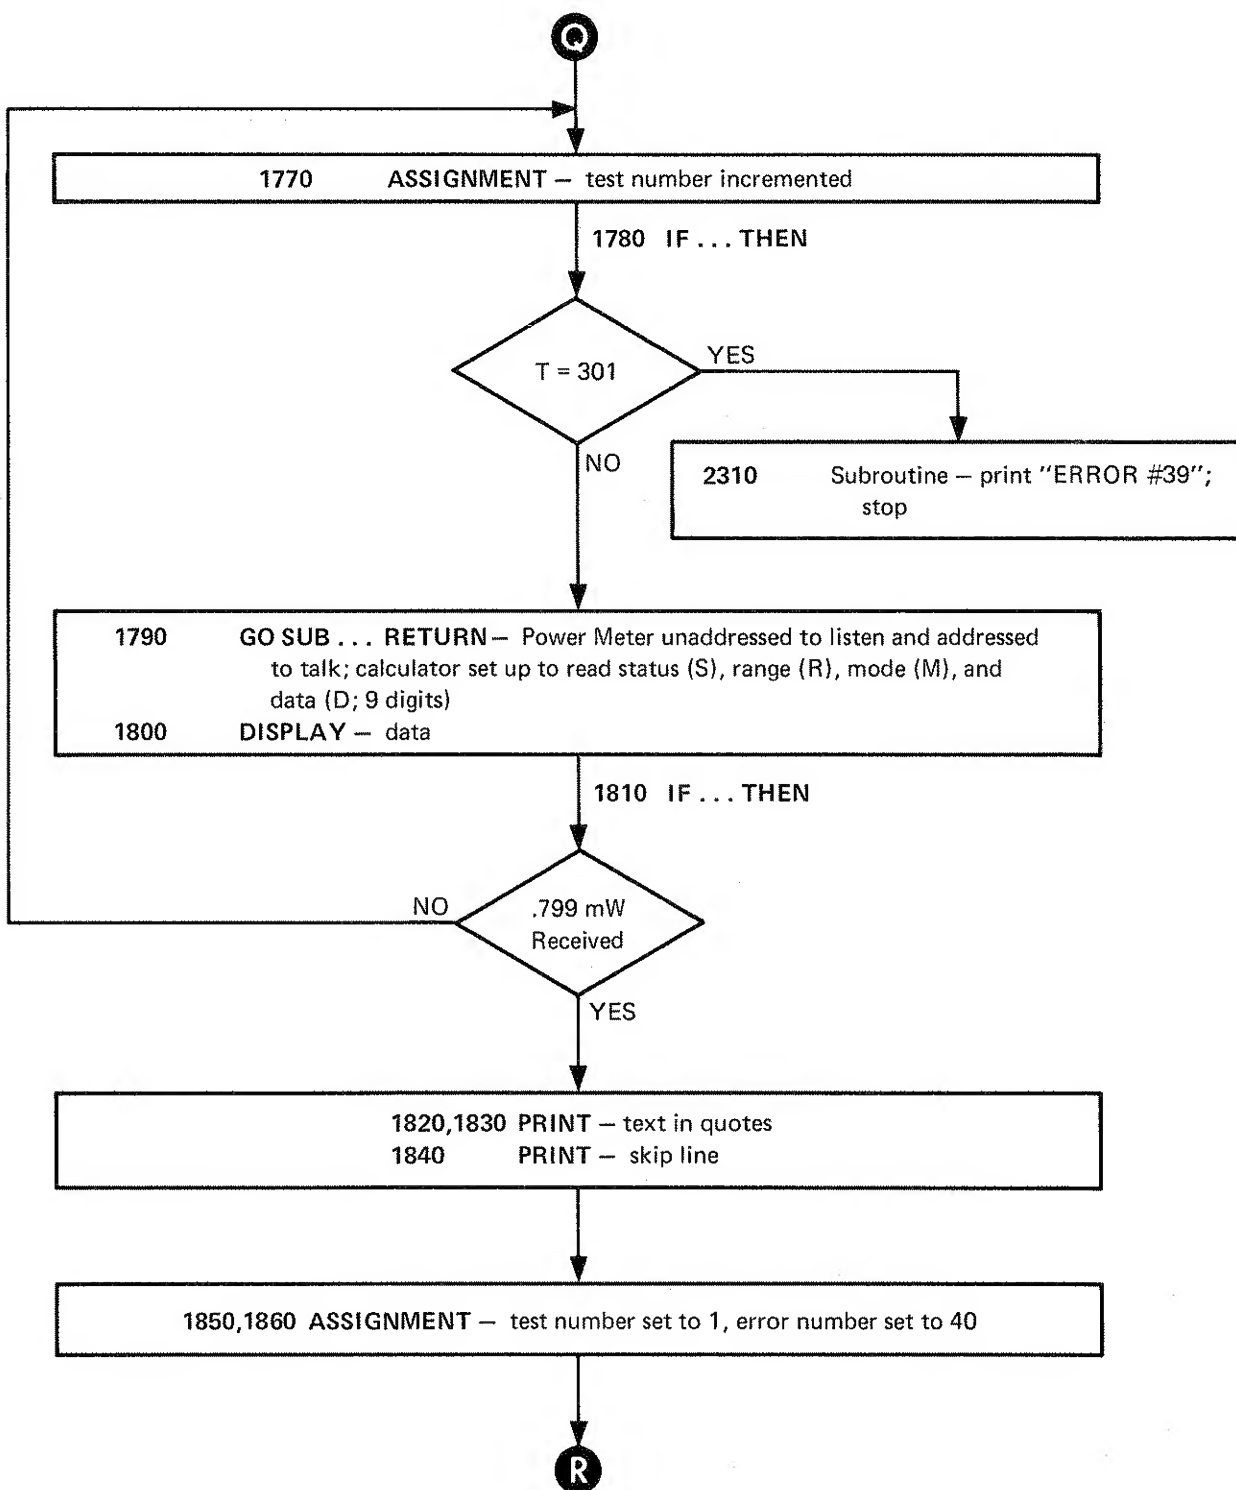 Q
1770 ASSIGNMENT — test number incremented
1780 IF ... THEN
T = 301
YES
NO
2310 Subroutine — print "ERROR #39";
stop
1790 GO SUB ... RETURN — Power Meter unaddressed to listen and addressed
to talk; calculator set up to read status (S), range (R), mode (M), and
data (D; 9 digits)
1800 DISPLAY — data
1810 IF ... THEN
NO
.799 mW
Received
YES
1820,1830 PRINT — text in quotes
1840 PRINT — skip line
1850,1860 ASSIGNMENT — test number set to 1, error number set to 40
R